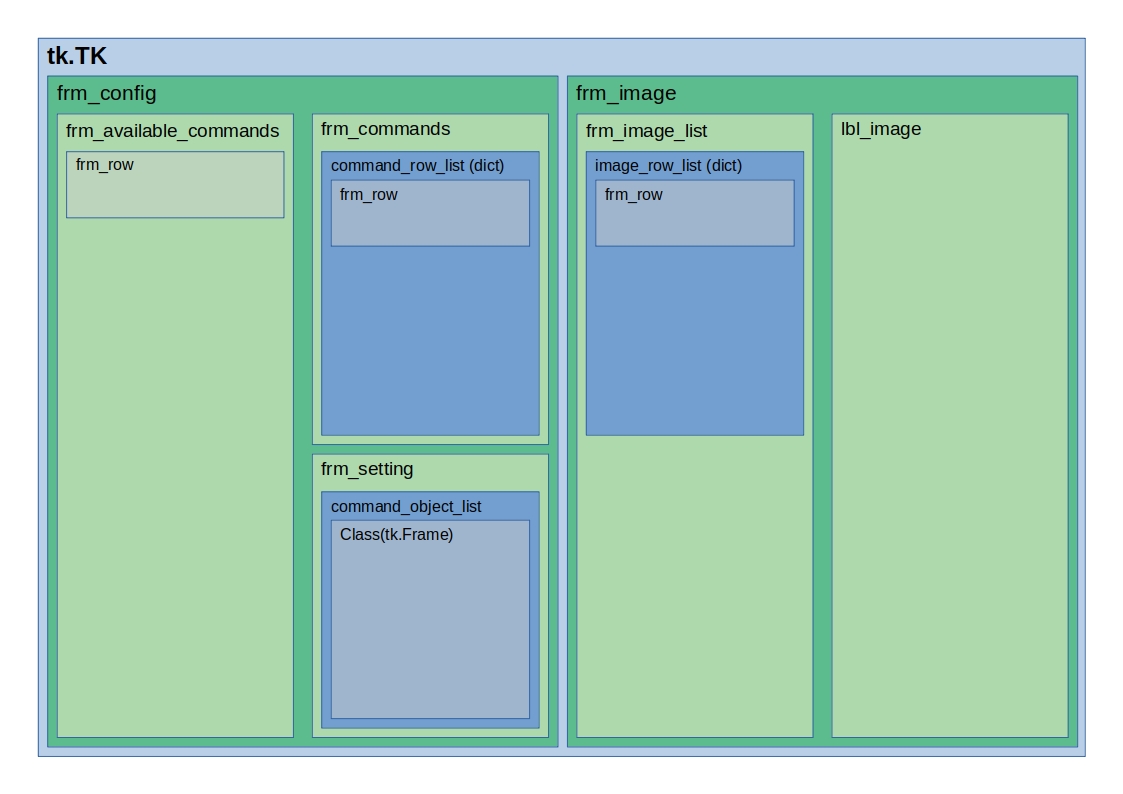 tk.TK
frm_config
frm_available_commands
frm_row
frm_commands
command_row_list (dict)
frm_row
frm_setting
command_object_list
Class(tk.Frame)
frm_image
frm_image_list
image_row_list (dict)
frm_row
lbl_image